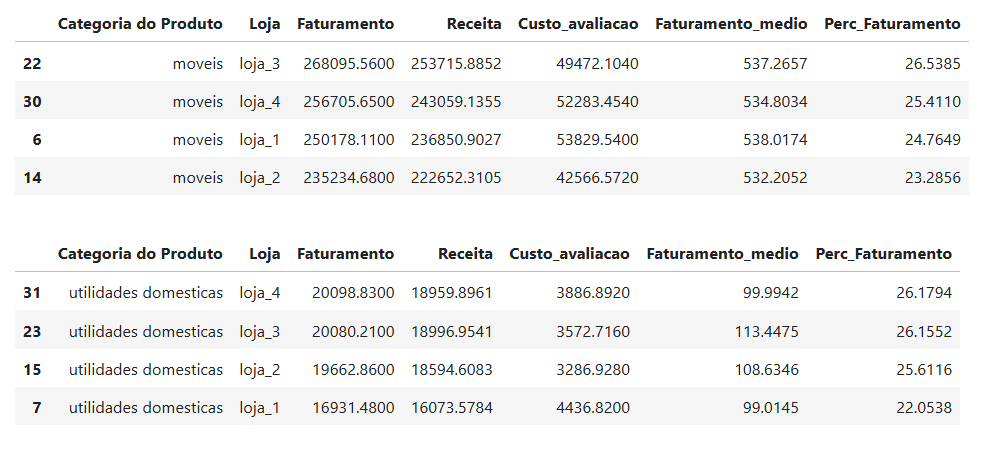 Categoria do Produto Loja Faturamento Receita Custo_avaliacao Faturamento_medio Perc_Faturamento
22 moveis loja_3 268095.5600 253715.8852 49472.1040 537.2657 26.5385
30 moveis loja_4 256705.6500 243059.1355 52283.4540 534.8034 25.4110
6 moveis loja_1 250178.1100 236850.9027 53829.5400 538.0174 24.7649
14 moveis loja_2 235234.6800 222652.3105 42566.5720 532.2052 23.2856
Categoria do Produto Loja Faturamento Receita Custo_avaliacao Faturamento_medio Perc_Faturamento
31 utilidades domesticas loja_4 20098.8300 18959.8961 3886.8920 99.9942 26.1794
23 utilidades domesticas loja_3 20080.2100 18996.9541 3572.7160 113.4475 26.1552
15 utilidades domesticas loja_2 19662.8600 18594.6083 3286.9280 108.6346 25.6116
7 utilidades domesticas loja_1 16931.4800 16073.5784 4436.8200 99.0145 22.0538